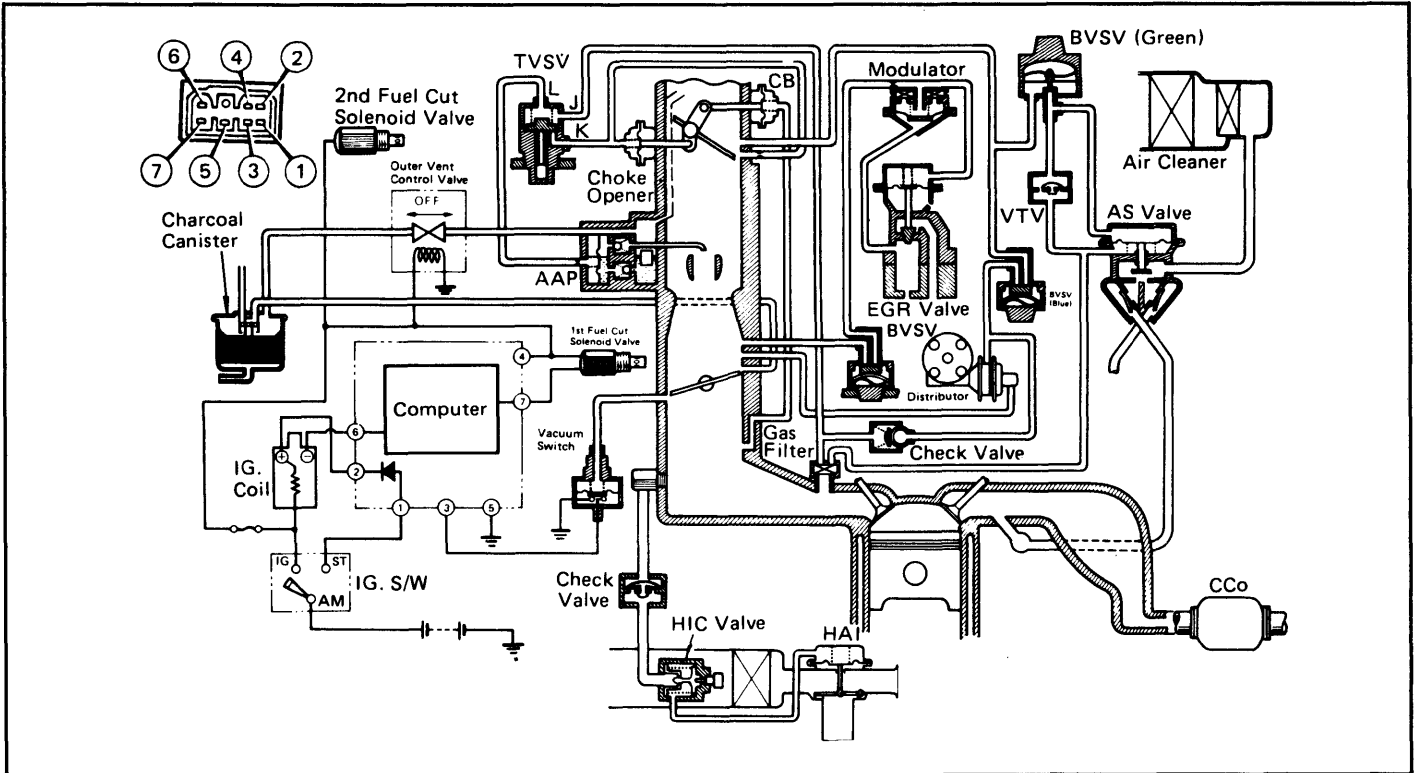 6 4 2
7 5 3 1
2nd Fuel Cut
Solenoid Valve
TVSV
L
J
K
CB
Modulator
BVSV (Green)
Air Cleaner
Choke
Opener
Outer Vent
Control Valve
OFF
Charcoal
Canister
AAP
VTV
AS Valve
EGR Valve
BVSV
BVSV
(Blue)
Distributor
1st Fuel Cut
Solenoid Valve
4
Computer
7
6
2
1
3
5
IG.
Coil
+
−
Vacuum
Switch
Gas
Filter
Check Valve
IG
ST
AM
IG. S/W
Check
Valve
HIC Valve
HAI
CCo